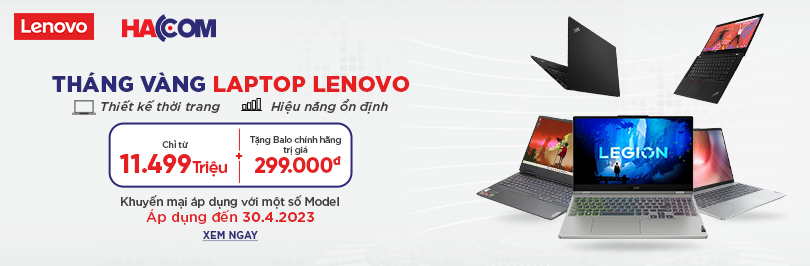 Lenovo
HACOM
THÁNG VÀNG LAPTOP LENOVO
Thiết kế thời trang
Hiệu năng ổn định
Chỉ từ
11.499Triệu
+
Tặng Balo chính hãng
trị giá
299.000đ
Khuyến mại áp dụng với một số Model
Áp dụng đến 30.4.2023
XEM NGAY
LEGION